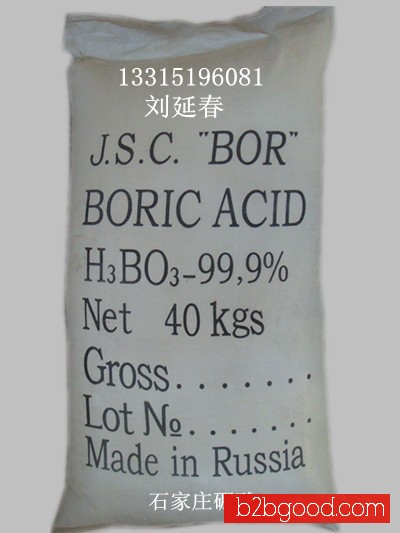 13315196081
刘延春
J.S.C. "BOR"
BORIC ACID
H₃BO₃-99,9%
Net 40 kgs
Gross.......
Lot №.......
Made in Russia
石家庄硼
b2bgood.com